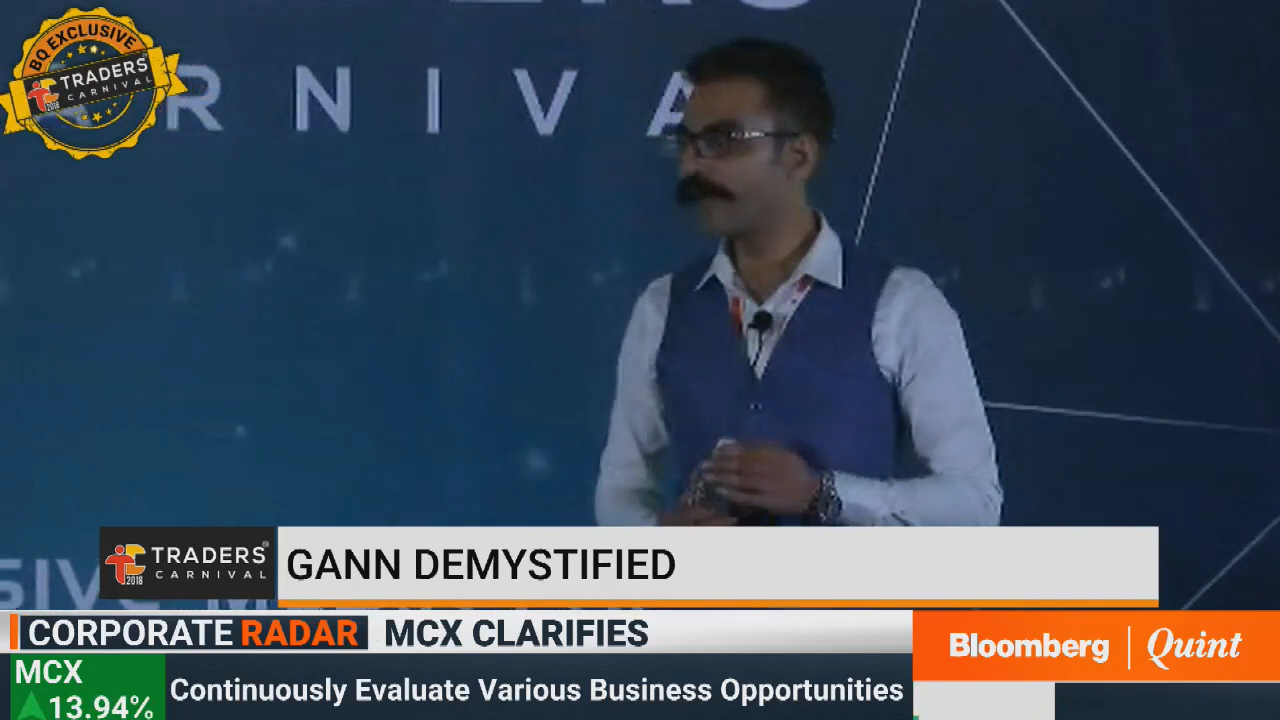 BQ EXCLUSIVE
TRADERS
CARNIVAL
2018
RNIVA
TRADERS
CARNIVAL
2018
GANN DEMYSTIFIED
CORPORATE RADAR MCX CLARIFIES
Bloomberg | Quint
MCX
13.94%
Continuously Evaluate Various Business Opportunities